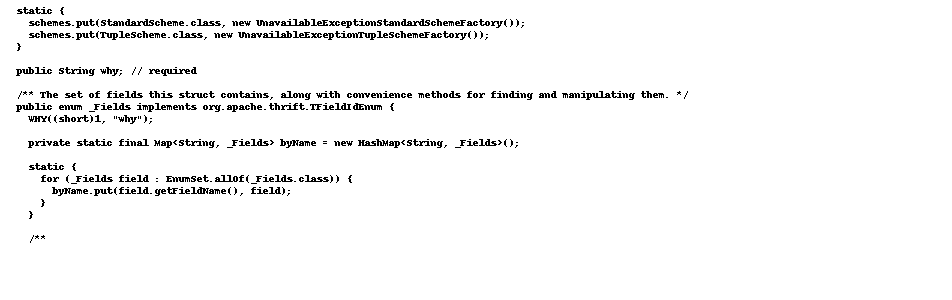 static {
  schemes.put(StandardScheme.class, new UnavailableExceptionStandardSchemeFactory());
  schemes.put(TupleScheme.class, new UnavailableExceptionTupleSchemeFactory());
}

public String why; // required

/** The set of fields this struct contains, along with convenience methods for finding and manipulating them. */
public enum _Fields implements org.apache.thrift.TFieldIdEnum {
  WHY((short)1, "why");

  private static final Map<String, _Fields> byName = new HashMap<String, _Fields>();

  static {
    for (_Fields field : EnumSet.allOf(_Fields.class)) {
      byName.put(field.getFieldName(), field);
    }
  }

  /**